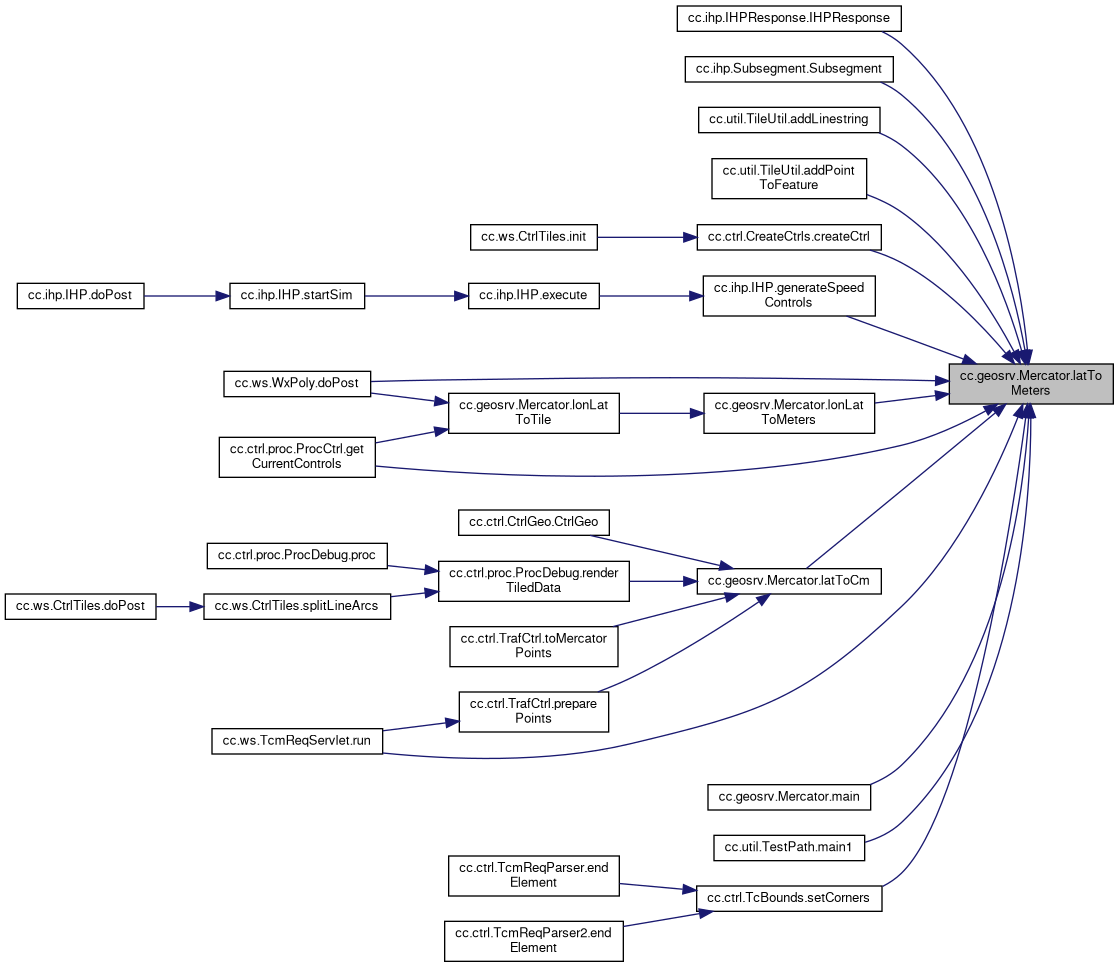 cc.ihp.IHPResponse.IHPResponse
cc.ihp.Subsegment.Subsegment
cc.util.TileUtil.addLinestring
cc.util.TileUtil.addPoint
ToFeature
cc.ws.CtrlTiles.init
cc.ctrl.CreateCtrls.createCtrl
cc.ihp.IHP.doPost
cc.ihp.IHP.startSim
cc.ihp.IHP.execute
cc.ihp.IHP.generateSpeed
Controls
cc.geosrv.Mercator.latTo
Meters
cc.ws.WxPoly.doPost
cc.geosrv.Mercator.lonLat
ToTile
cc.geosrv.Mercator.lonLat
ToMeters
cc.ctrl.proc.ProcCtrl.get
CurrentControls
cc.ctrl.CtrlGeo.CtrlGeo
cc.ctrl.proc.ProcDebug.proc
cc.ctrl.proc.ProcDebug.render
TiledData
cc.geosrv.Mercator.latToCm
cc.ws.CtrlTiles.doPost
cc.ws.CtrlTiles.splitLineArcs
cc.ctrl.TrafCtrl.toMercator
Points
cc.ctrl.TrafCtrl.prepare
Points
cc.ws.TcmReqServlet.run
cc.geosrv.Mercator.main
cc.util.TestPath.main1
cc.ctrl.TcmReqParser.end
Element
cc.ctrl.TcBounds.setCorners
cc.ctrl.TcmReqParser2.end
Element